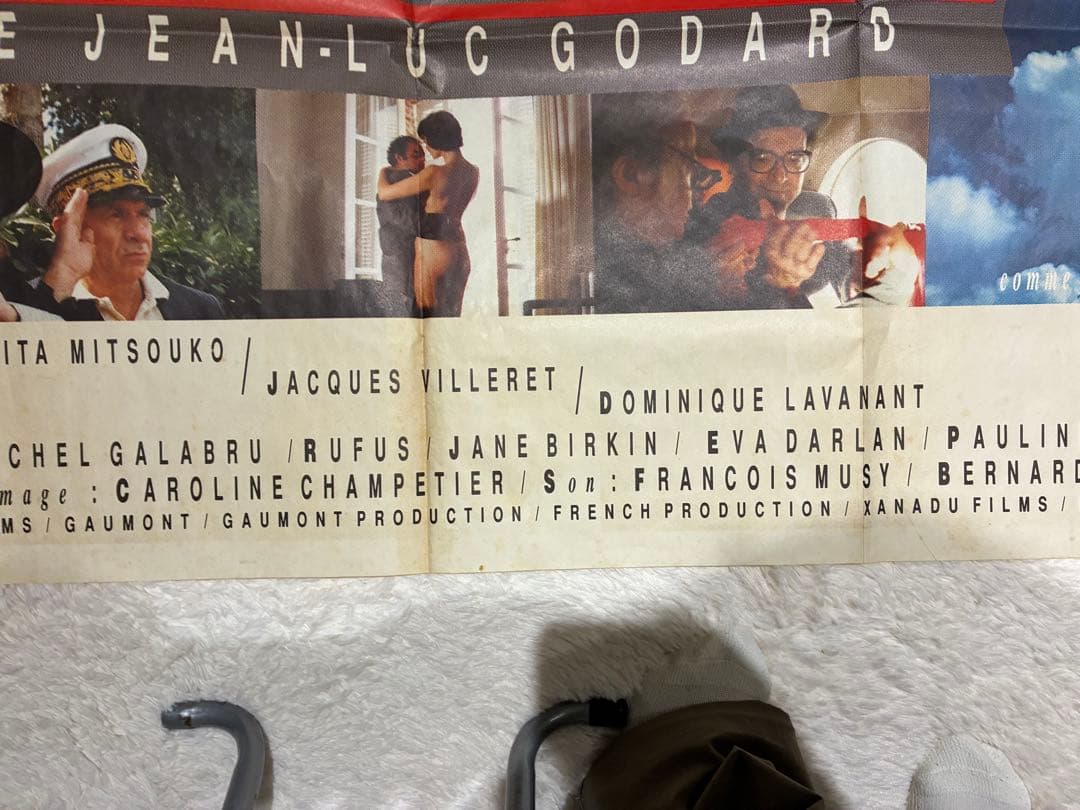 E JEAN-LUC GODARD
comme
ITA MITSOUKO /
JACQUES VILLERET /
DOMINIQUE LAVANANT
CHEL GALABRU / RUFUS / JANE BIRKIN / EVA DARLAN / PAULIN
mage : CAROLINE CHAMPETIER / Son : FRANCOIS MUSY / BERNARD
MS / GAUMONT / GAUMONT PRODUCTION / FRENCH PRODUCTION / XANADU FILMS /